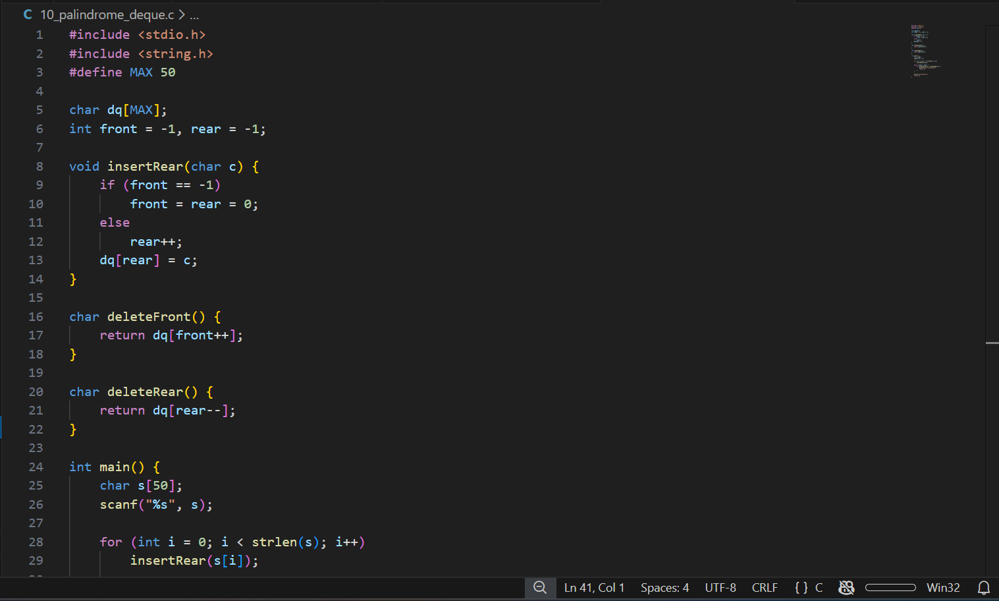 C 10_palindrome_deque.c > ...
1 #include <stdio.h>
2 #include <string.h>
3 #define MAX 50
4
5 char dq[MAX];
6 int front = -1, rear = -1;
7
8 void insertRear(char c) {
9     if (front == -1)
10         front = rear = 0;
11     else
12         rear++;
13     dq[rear] = c;
14 }
15
16 char deleteFront() {
17     return dq[front++];
18 }
19
20 char deleteRear() {
21     return dq[rear--];
22 }
23
24 int main() {
25     char s[50];
26     scanf("%s", s);
27
28     for (int i = 0; i < strlen(s); i++)
29         insertRear(s[i]);
Ln 41, Col 1 Spaces: 4 UTF-8 CRLF { } C Win32